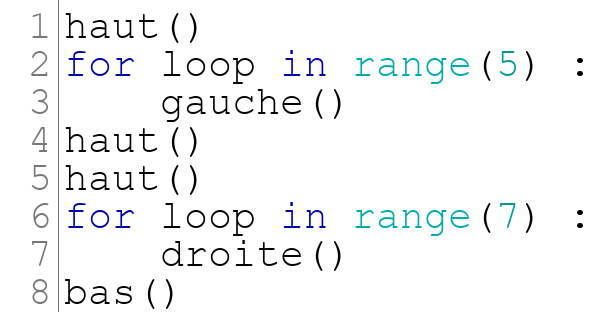 1 haut()
2 for loop in range(5) :
3     gauche()
4 haut()
5 haut()
6 for loop in range(7) :
7     droite()
8 bas()